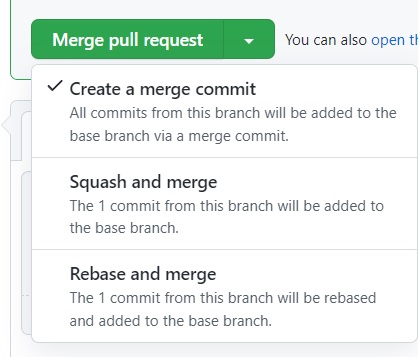 Merge pull request
You can also open th
Create a merge commit
All commits from this branch will be added to the
base branch via a merge commit.
Squash and merge
The 1 commit from this branch will be added to
the base branch.
Rebase and merge
The 1 commit from this branch will be rebased
and added to the base branch.